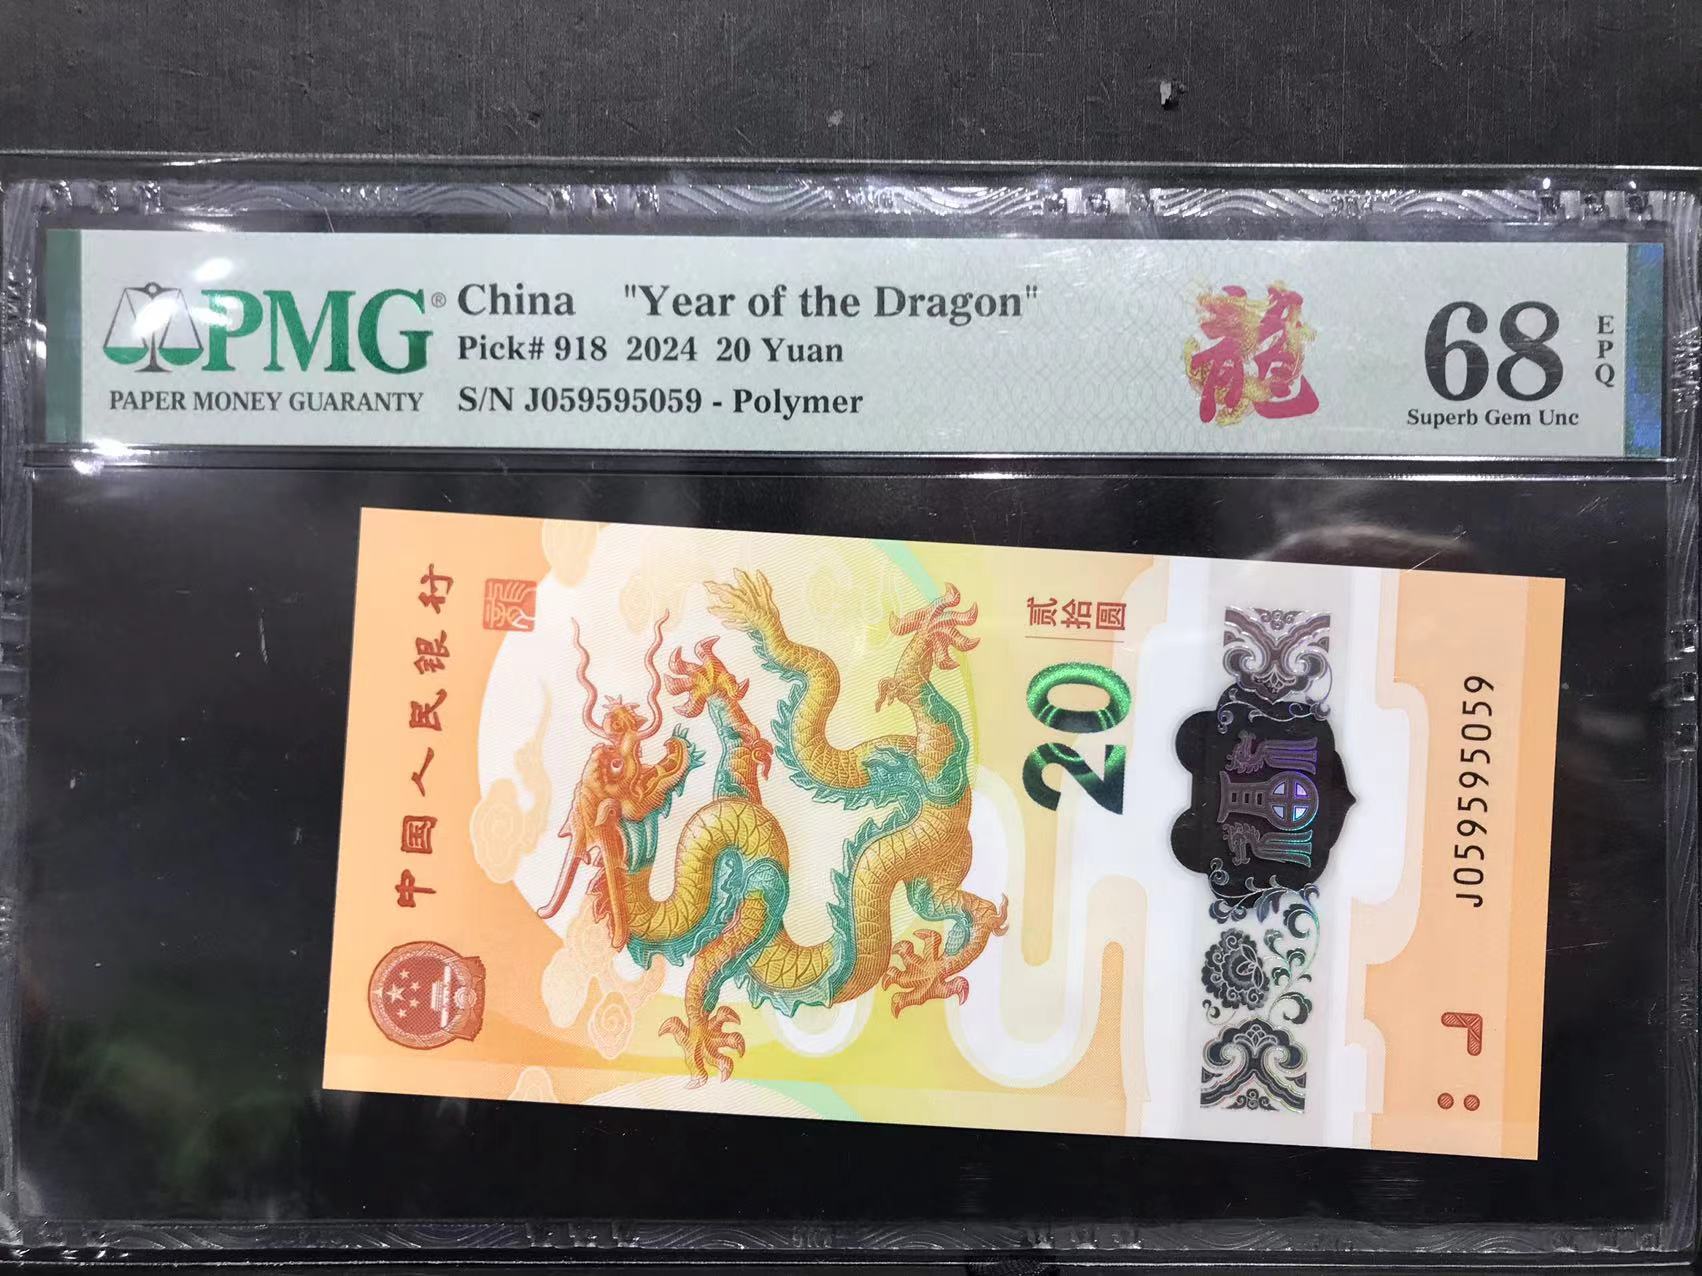 PMG® China "Year of the Dragon"
Pick# 918 2024 20 Yuan
PAPER MONEY GUARANTY S/N J059595059 - Polymer
龍
68
EPQ
Superb Gem Unc
中国人民银行
贰拾圆
20
J059595059